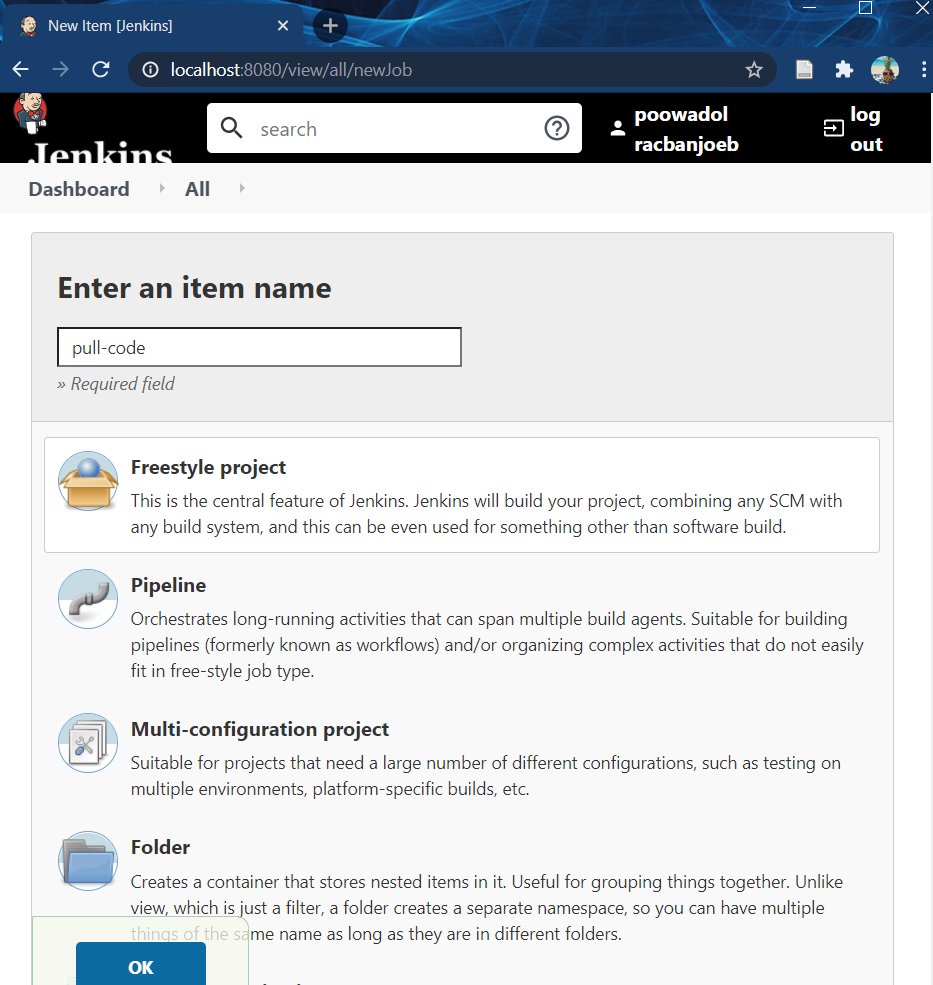 New Item [Jenkins]
localhost:8080/view/all/newJob
Jenkins
search
poowadol
racbanjoeb
log
out
Dashboard
All
Enter an item name
pull-code
» Required field
Freestyle project
This is the central feature of Jenkins. Jenkins will build your project, combining any SCM with
any build system, and this can be even used for something other than software build.
Pipeline
Orchestrates long-running activities that can span multiple build agents. Suitable for building
pipelines (formerly known as workflows) and/or organizing complex activities that do not easily
fit in free-style job type.
Multi-configuration project
Suitable for projects that need a large number of different configurations, such as testing on
multiple environments, platform-specific builds, etc.
Folder
Creates a container that stores nested items in it. Useful for grouping things together. Unlike
view, which is just a filter, a folder creates a separate namespace, so you can have multiple
things of the same name as long as they are in different folders.
OK